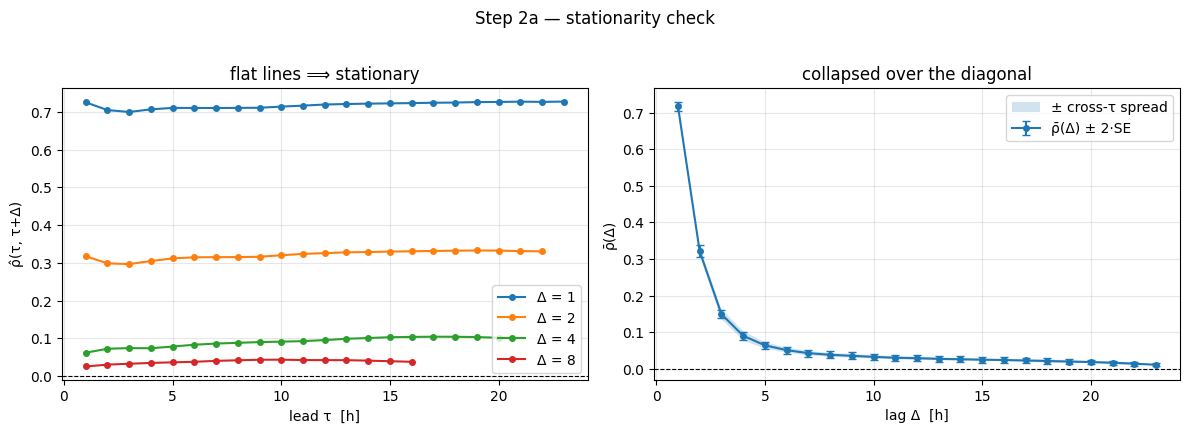 Step 2a — stationarity check
flat lines ⟹ stationary
ρ̂(τ, τ+Δ)
0.7
0.6
0.5
0.4
0.3
0.2
0.1
0.0
0
5
10
15
20
lead τ [h]
Δ = 1
Δ = 2
Δ = 4
Δ = 8
collapsed over the diagonal
ρ̄(Δ)
0.7
0.6
0.5
0.4
0.3
0.2
0.1
0.0
0
5
10
15
20
lag Δ [h]
± cross-τ spread
ρ̄(Δ) ± 2·SE